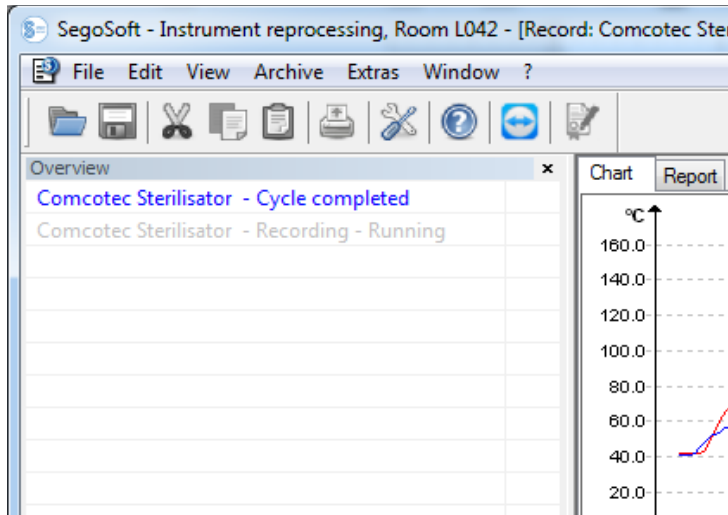 SegoSoft - Instrument reprocessing, Room L042 - [Record: Comcotec Ster
File Edit View Archive Extras Window ?
Overview
Comcotec Sterilisator - Cycle completed
Comcotec Sterilisator - Recording - Running
Chart Report
°C
160.0
140.0
120.0
100.0
80.0
60.0
40.0
20.0